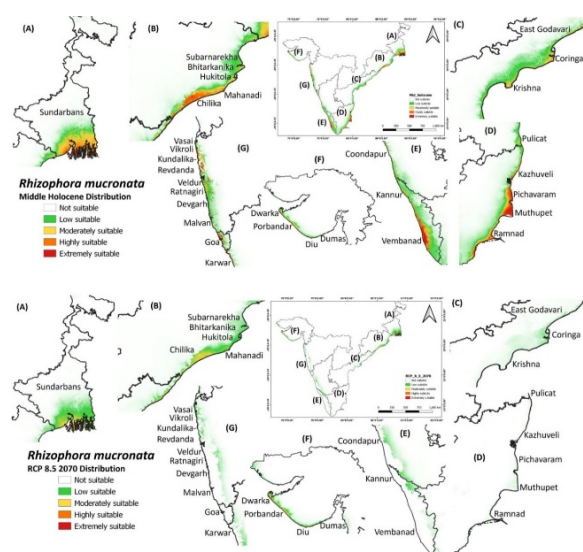 (A)
Sundarbans
Rhizophora mucronata
Middle Holocene Distribution
Not suitable
Low suitable
Moderately suitable
Highly suitable
Extremely suitable
(B)
Subarnarekha
Bhitarkanika
Hukitola
Mahanadi
Chilika
(A)
(B)
(C)
(D)
(E)
(F)
(G)
(C)
East Godavari
Coringa
Krishna
(G)
Vasai
Vikroli
Kundalika-
Revdanda
Veldur
Ratnagiri
Devgarh
Malvan
Goa
Karwar
(F)
Dwarka
Porbandar
Diu
Dumas
(E)
Coondapur
Kannur
Vembanad
(D)
Pulicat
Kazhuveli
Pichavaram
Muthupet
Ramnad
(A)
Sundarbans
Rhizophora mucronata
RCP 8.5 2070 Distribution
Not suitable
Low suitable
Moderately suitable
Highly suitable
Extremely suitable
(B)
Subarnarekha
Bhitarkanika
Hukitola
Chilika
Mahanadi
(A)
(B)
(C)
(D)
(E)
(F)
(G)
RCP_8.5_2070
(C)
East Godavari
Coringa
Krishna
(G)
Vasai
Vikroli
Kundalika-
Revdanda
Veldur
Ratnagiri
Devgarh
Malvan
Goa
Karwar
(F)
Dwarka
Porbandar
Diu
Dumas
(E)
Coondapur
Kannur
Vembanad
(D)
Pulicat
Kazhuveli
Pichavaram
Muthupet
Ramnad